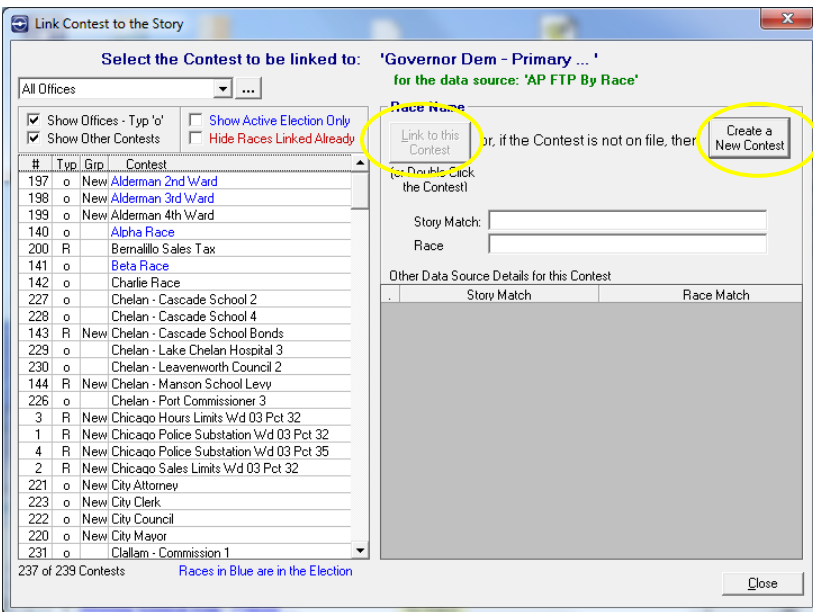 Link Contest to the Story
x
Select the Contest to be linked to: 'Governor Dem - Primary ... '
for the data source: 'AP FTP By Race'
All Offices ...
Show Offices - Typ 'o' Show Active Election Only
Show Other Contests Hide Races Linked Already
Race Name
Link to this
Contest
or, if the Contest is not on file, then
Create a
New Contest
(or Double Click
the Contest)
Story Match:
Race
Other Data Source Details for this Contest
. Story Match Race Match
# Typ Grp Contest
197 o New Alderman 2nd Ward
198 o New Alderman 3rd Ward
199 o New Alderman 4th Ward
140 o Alpha Race
200 R Bernalillo Sales Tax
141 o Beta Race
142 o Charlie Race
227 o Chelan - Cascade School 2
228 o Chelan - Cascade School 4
143 R New Chelan - Cascade School Bonds
229 o Chelan - Lake Chelan Hospital 3
230 o Chelan - Leavenworth Council 2
144 R New Chelan - Manson School Levy
226 o Chelan - Port Commissioner 3
3 R New Chicago Hours Limits Wd 03 Pct 32
1 R New Chicago Police Substation Wd 03 Pct 32
4 R New Chicago Police Substation Wd 03 Pct 35
2 R New Chicago Sales Limits Wd 03 Pct 32
221 o New City Attorney
223 o New City Clerk
222 o New City Council
220 o New City Mayor
231 o Clallam - Commission 1
237 of 239 Contests Races in Blue are in the Election
Close